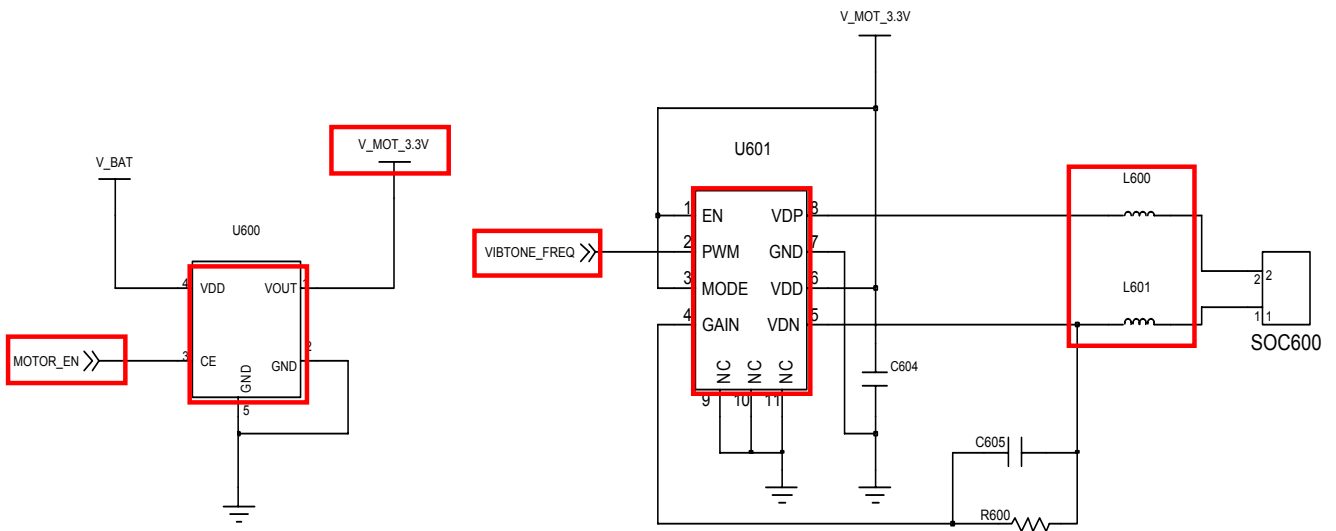 V_MOT_3.3V
V_MOT_3.3V
V_BAT
U601
L600
U600
1 EN VDP 8
VIBTONE_FREQ
2 PWM GND 7
2 2
4 VDD VOUT 1
3 MODE VDD 6
L601
1 1
4 GAIN VDN 5
SOC600
MOTOR_EN
3 CE GND 2
C604
GND
NC NC NC
5
9 10 11
C605
R600